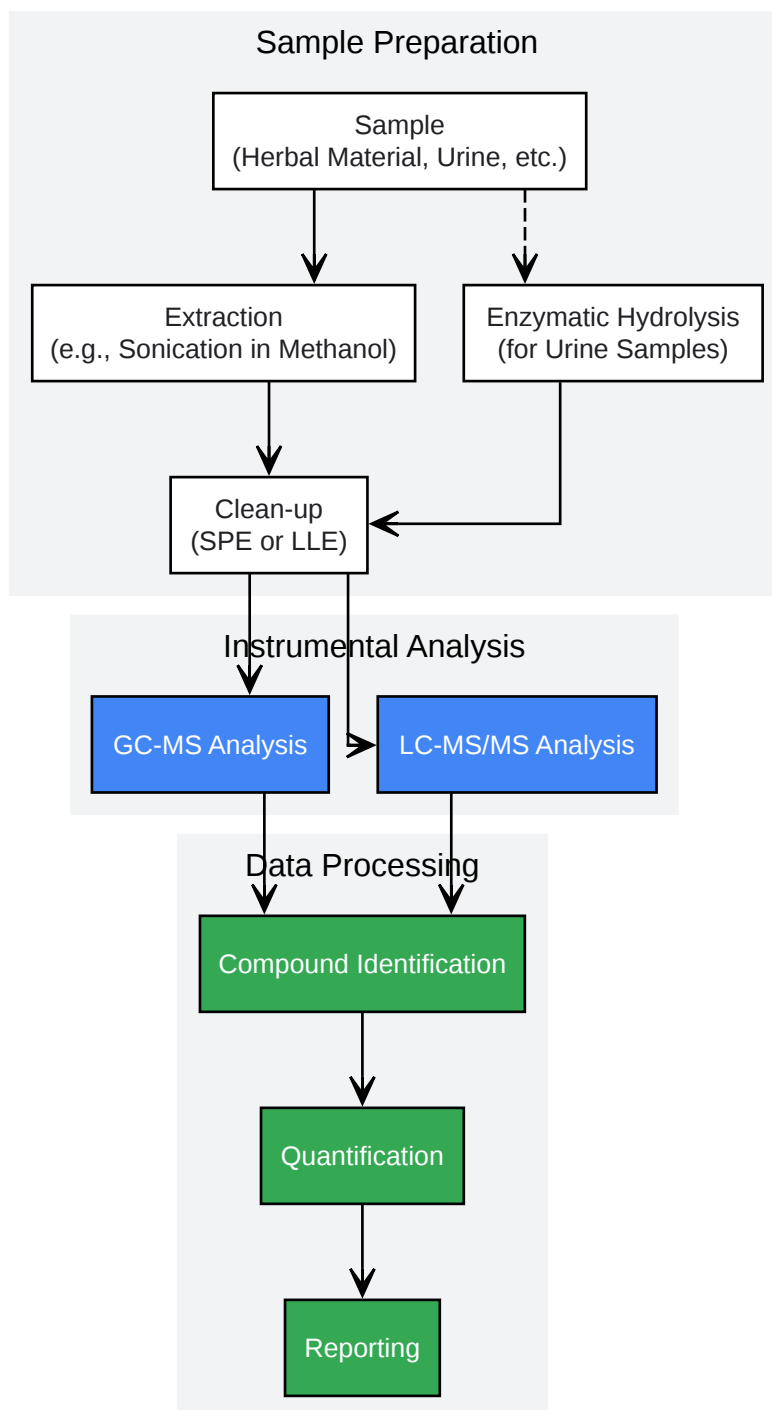 Sample Preparation
Sample
(Herbal Material, Urine, etc.)
Extraction
(e.g., Sonication in Methanol)
Enzymatic Hydrolysis
(for Urine Samples)
Clean-up
(SPE or LLE)
Instrumental Analysis
GC-MS Analysis
LC-MS/MS Analysis
Data Processing
Compound Identification
Quantification
Reporting